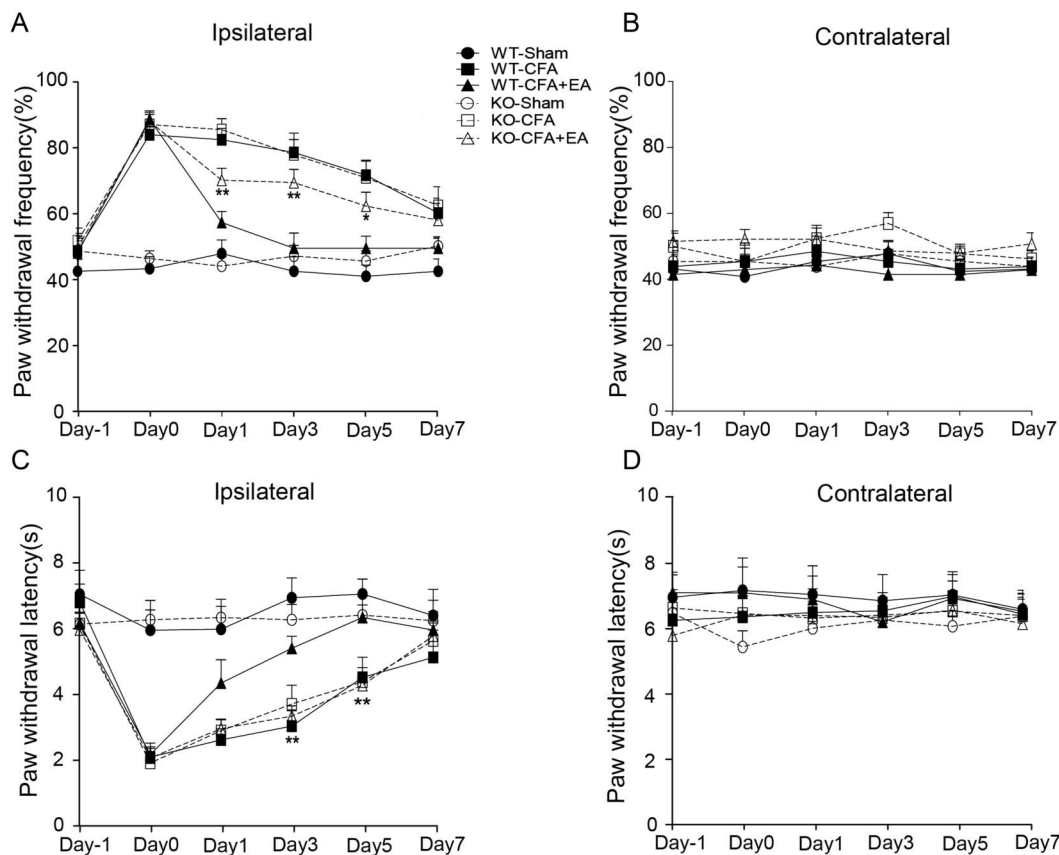 A
Ipsilateral
Paw withdrawal frequency(%)
100
80
60
40
20
0
Day-1 Day0 Day1 Day3 Day5 Day7
**
**
*
WT-Sham
WT-CFA
WT-CFA+EA
KO-Sham
KO-CFA
KO-CFA+EA
B
Contralateral
Paw withdrawal frequency(%)
100
80
60
40
20
0
Day-1 Day0 Day1 Day3 Day5 Day7
C
Ipsilateral
Paw withdrawal latency(s)
10
8
6
4
2
0
Day-1 Day0 Day1 Day3 Day5 Day7
**
**
D
Contralateral
Paw withdrawal latency(s)
10
8
6
4
2
0
Day-1 Day0 Day1 Day3 Day5 Day7